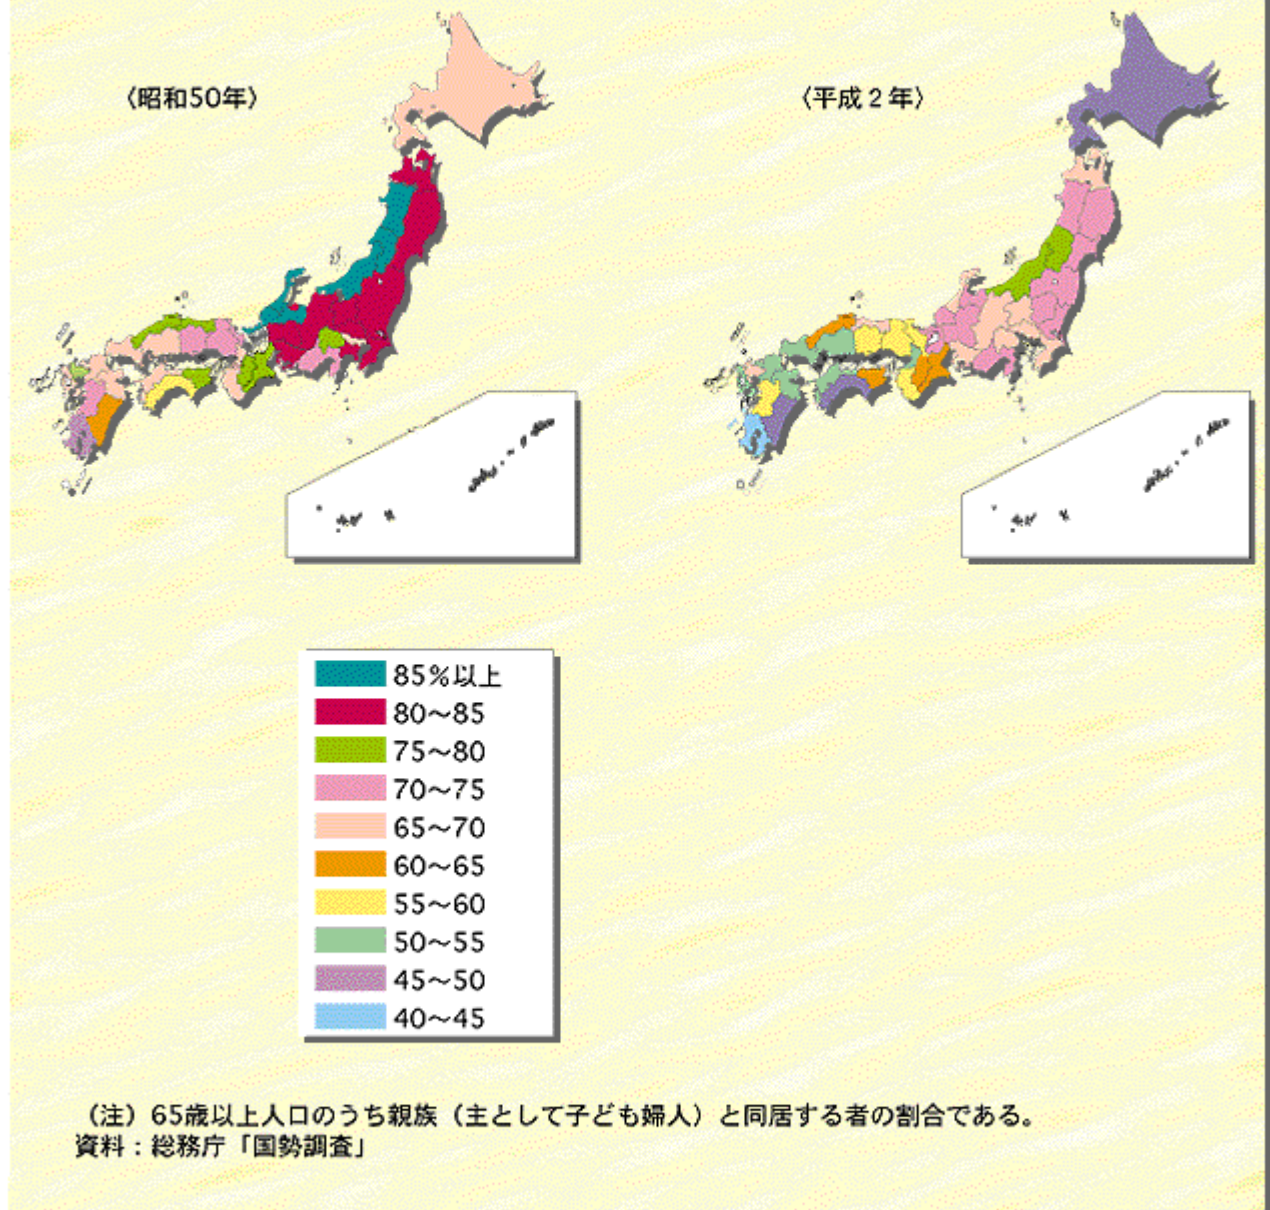 〈昭和50年〉
〈平成２年〉
85%以上
80～85
75～80
70～75
65～70
60～65
55～60
50～55
45～50
40～45
（注）65歳以上人口のうち親族（主として子ども婦人）と同居する者の割合である。
資料：総務庁「国勢調査」